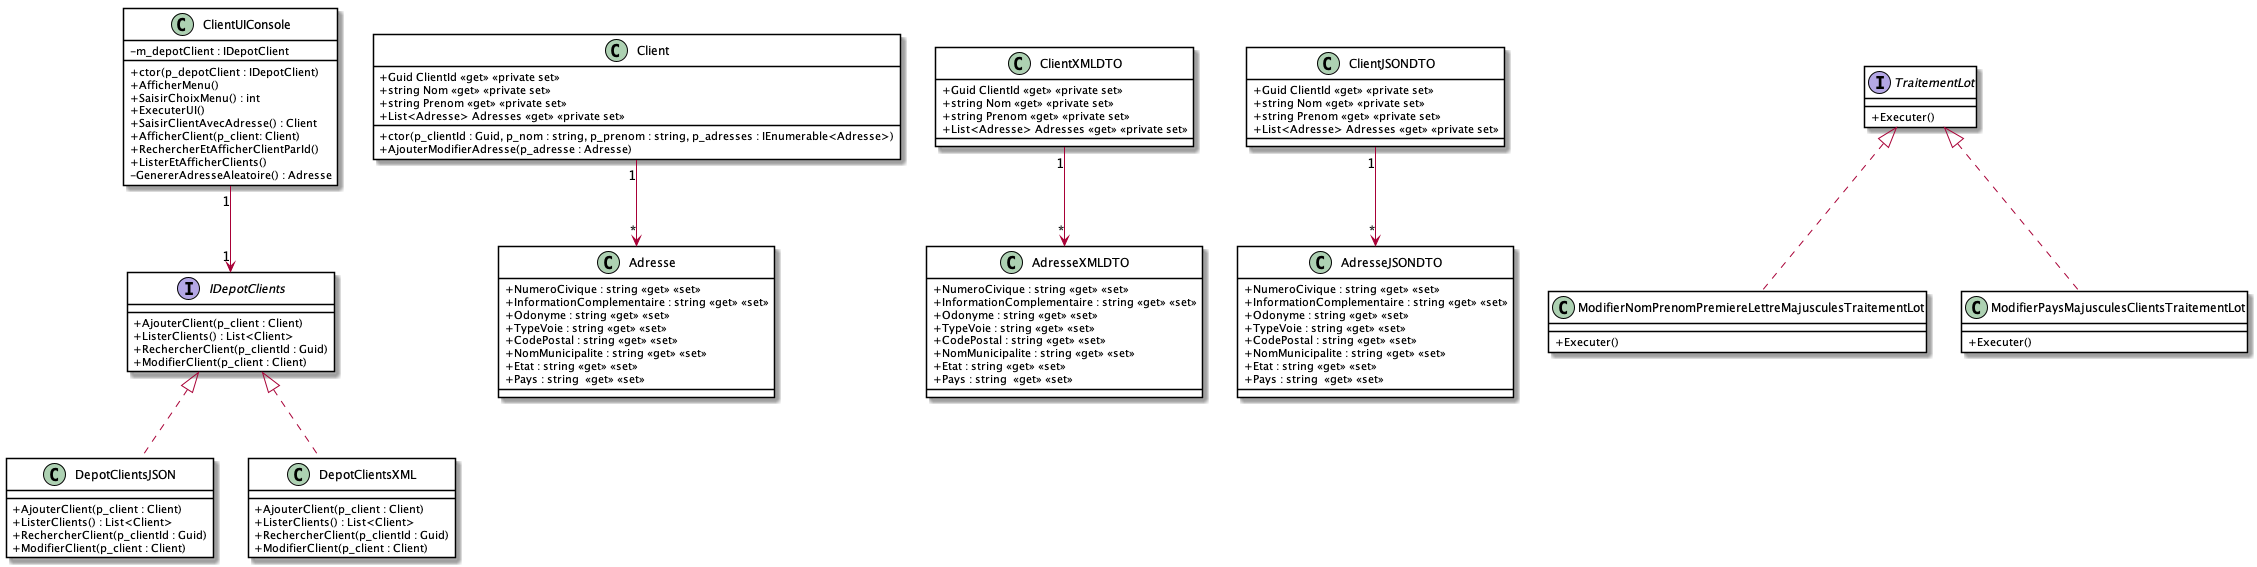 C ClientUIConsole
-m_depotClient : IDepotClient
+ctor(p_depotClient : IDepotClient)
+AfficherMenu()
+SaisirChoixMenu() : int
+ExecuterUI()
+SaisirClientAvecAdresse() : Client
+AfficherClient(p_client: Client)
+RechercherEtAfficherClientParId()
+ListerEtAfficherClients()
-GenererAdresseAleatoire() : Adresse
1
1
I IDepotClients
+AjouterClient(p_client : Client)
+ListerClients() : List<Client>
+RechercherClient(p_clientId : Guid)
+ModifierClient(p_client : Client)
C DepotClientsJSON
+AjouterClient(p_client : Client)
+ListerClients() : List<Client>
+RechercherClient(p_clientId : Guid)
+ModifierClient(p_client : Client)
C DepotClientsXML
+AjouterClient(p_client : Client)
+ListerClients() : List<Client>
+RechercherClient(p_clientId : Guid)
+ModifierClient(p_client : Client)
C Client
+Guid ClientId «get» «private set»
+string Nom «get» «private set»
+string Prenom «get» «private set»
+List<Adresse> Adresses «get» «private set»
+ctor(p_clientId : Guid, p_nom : string, p_prenom : string, p_adresses : IEnumerable<Adresse>)
+AjouterModifierAdresse(p_adresse : Adresse)
1
*
C Adresse
+NumeroCivique : string «get» «set»
+InformationComplementaire : string «get» «set»
+Odonyme : string «get» «set»
+TypeVoie : string «get» «set»
+CodePostal : string «get» «set»
+NomMunicipalite : string «get» «set»
+Etat : string «get» «set»
+Pays : string  «get» «set»
C ClientXMLDTO
+Guid ClientId «get» «private set»
+string Nom «get» «private set»
+string Prenom «get» «private set»
+List<Adresse> Adresses «get» «private set»
1
*
C AdresseXMLDTO
+NumeroCivique : string «get» «set»
+InformationComplementaire : string «get» «set»
+Odonyme : string «get» «set»
+TypeVoie : string «get» «set»
+CodePostal : string «get» «set»
+NomMunicipalite : string «get» «set»
+Etat : string «get» «set»
+Pays : string  «get» «set»
C ClientJSONDTO
+Guid ClientId «get» «private set»
+string Nom «get» «private set»
+string Prenom «get» «private set»
+List<Adresse> Adresses «get» «private set»
1
*
C AdresseJSONDTO
+NumeroCivique : string «get» «set»
+InformationComplementaire : string «get» «set»
+Odonyme : string «get» «set»
+TypeVoie : string «get» «set»
+CodePostal : string «get» «set»
+NomMunicipalite : string «get» «set»
+Etat : string «get» «set»
+Pays : string  «get» «set»
I TraitementLot
+Executer()
C ModifierNomPrenomPremiereLettreMajusculesTraitementLot
+Executer()
C ModifierPaysMajusculesClientsTraitementLot
+Executer()